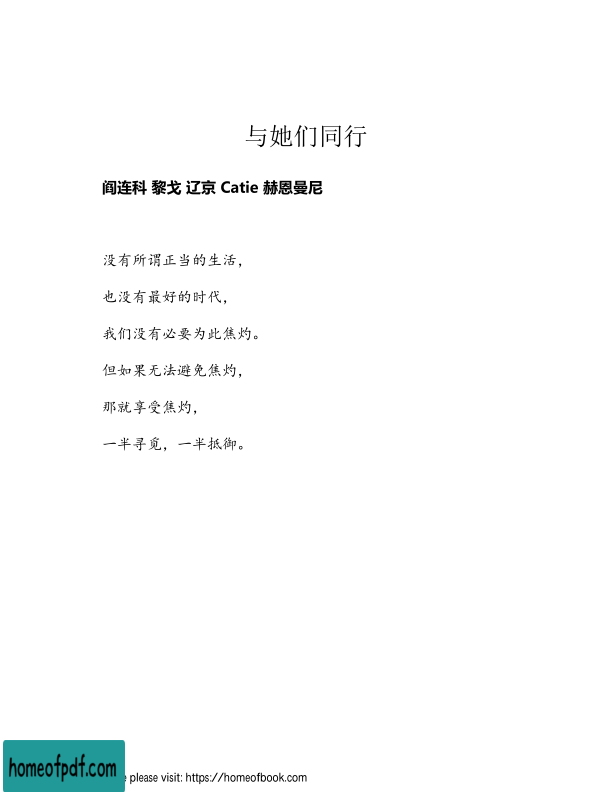 与她们同行
阎连科 黎戈 辽京 Catie 赫恩曼尼
没有所谓正当的生活，
也没有最好的时代，
我们没有必要为此焦灼。
但如果无法避免焦灼，
那就享受焦灼，
一半寻觅，一半抵御。
homeofpdf.com
please visit: https://homeofbook.com